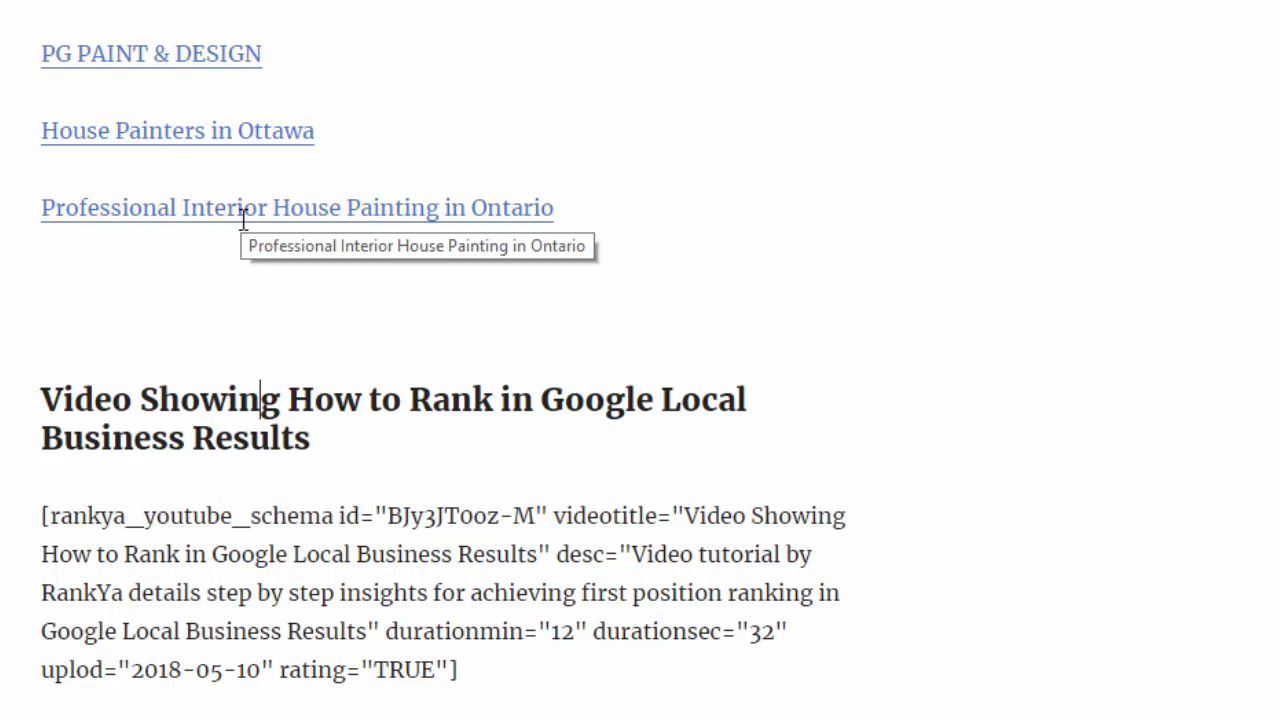 PG PAINT & DESIGN
House Painters in Ottawa
Professional Interior House Painting in Ontario
Professional Interior House Painting in Ontario
Video Showing How to Rank in Google Local
Business Results
[rankya_youtube_schema id="BJy3JT0oz-M" videotitle="Video Showing
How to Rank in Google Local Business Results" desc="Video tutorial by
RankYa details step by step insights for achieving first position ranking in
Google Local Business Results" durationmin="12" durationsec="32"
uplod="2018-05-10" rating="TRUE"]